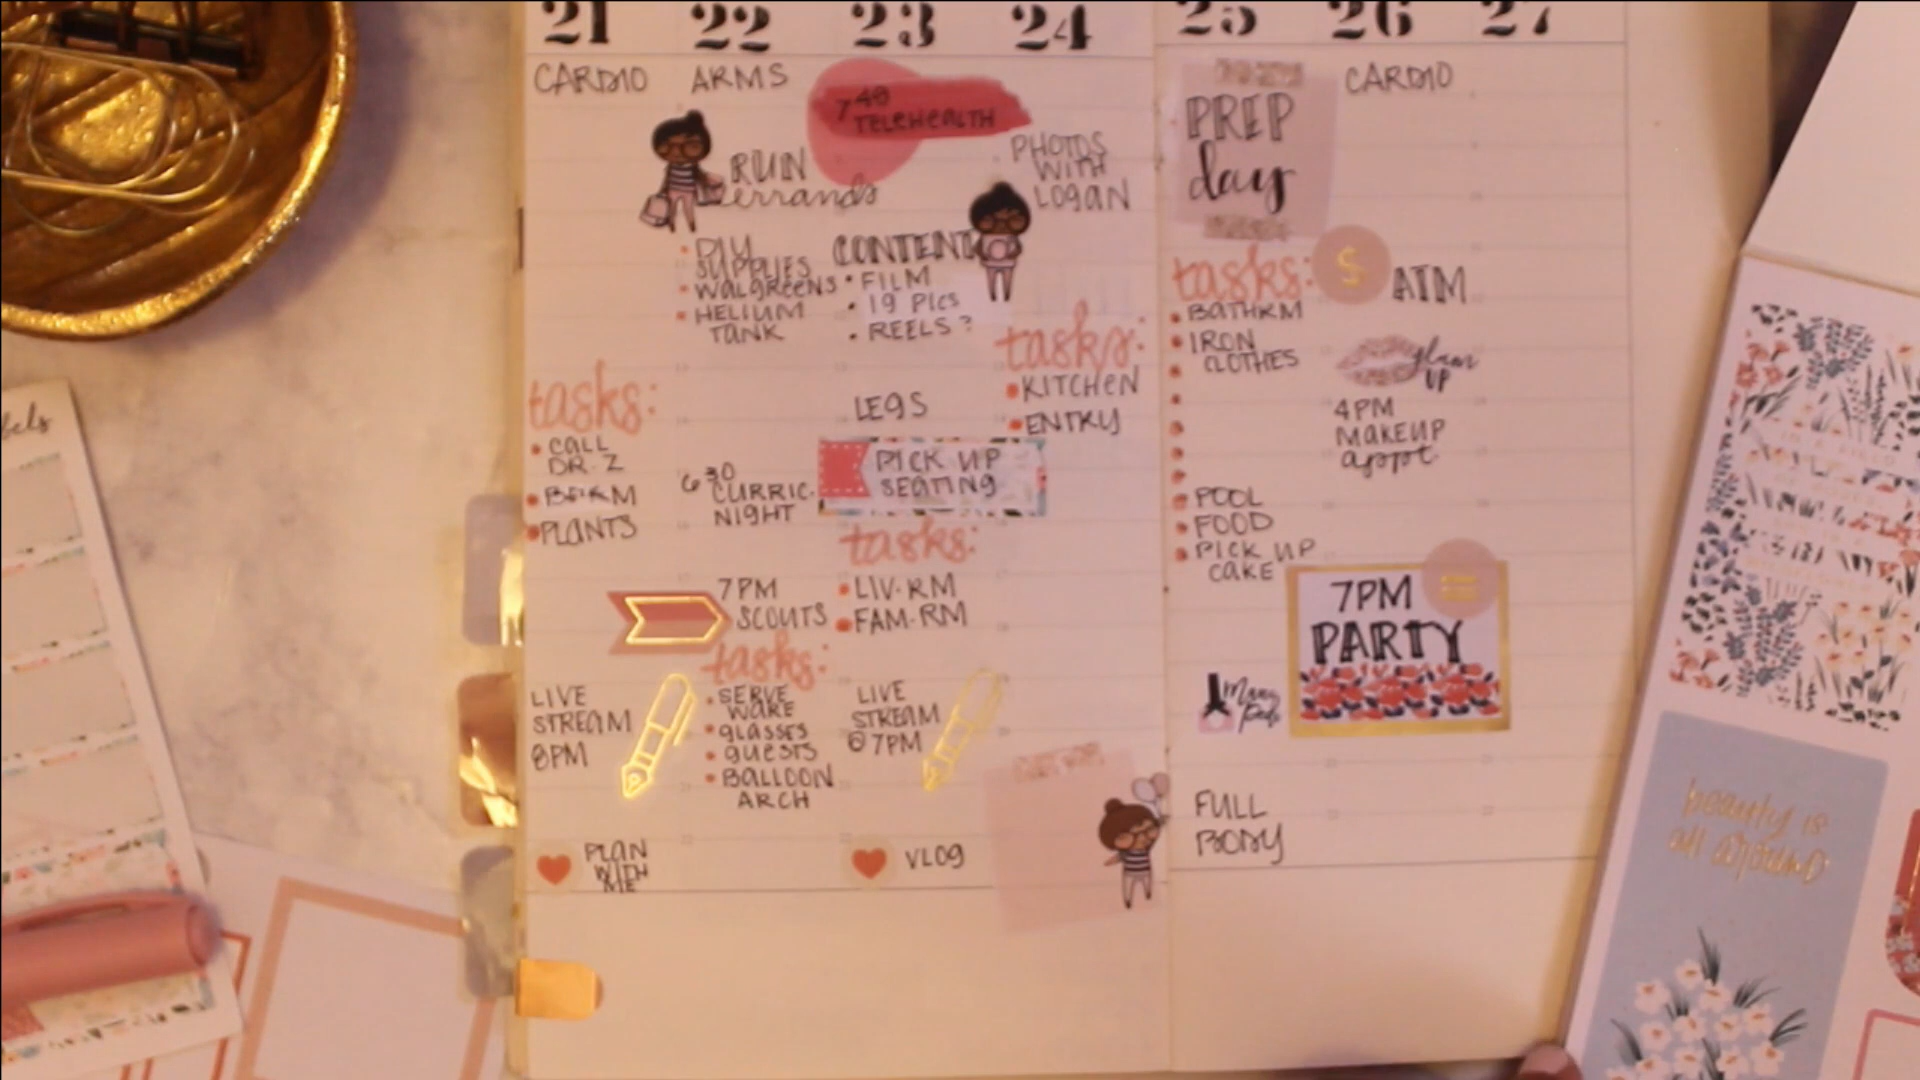 21 22 23 24 25 26 27
CARDIO
tasks:
CALL
DR. Z
PLANTS
LIVE
STREAM
8PM
PLAN
WITH
ME
ARMS
RUN
errands
DIY
SUPPLIES
WALGREENS
HELIUM
TANK
6 30
CURRIC.
NIGHT
7PM
SCOUTS
tasks:
SERVE
WARE
glasses
guests
BALLOON
ARCH
7 40
TELEHEALTH
CONTENT
FILM
19 PICS
REELS?
LEGS
PICK UP
SEATING
tasks:
LIV. RM
FAM. RM
LIVE
STREAM
@ 7PM
VLOG
PHOTOS
WITH
LOGAN
tasks:
KITCHEN
ENTRY
PREP
day
tasks:
BATHRM
IRON
CLOTHES
POOL
FOOD
PICK UP
CAKE
FULL
BODY
CARDIO
$ ATM
glam
UP
4PM
MAKEUP
appt.
7PM
PARTY
beauty is
all around